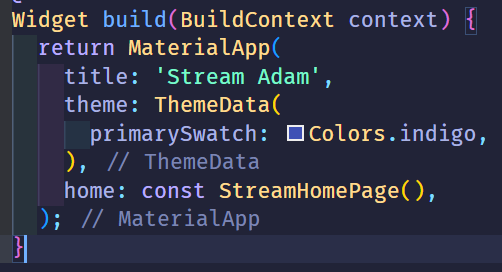 Widget build(BuildContext context) {
  return MaterialApp(
    title: 'Stream Adam',
    theme: ThemeData(
      primarySwatch: Colors.indigo,
    ), // ThemeData
    home: const StreamHomePage(),
  ); // MaterialApp
}